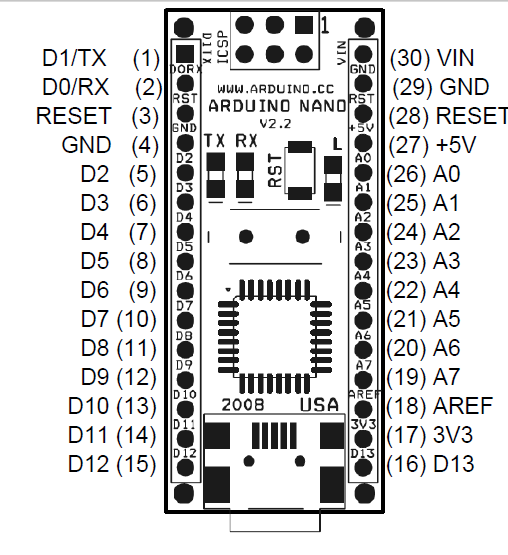 D1/TX (1)
D0/RX (2)
RESET (3)
GND (4)
D2 (5)
D3 (6)
D4 (7)
D5 (8)
D6 (9)
D7 (10)
D8 (11)
D9 (12)
D10 (13)
D11 (14)
D12 (15)
D1TX
ICSP
1
VIN
DORX
RST
GND
D2
D3
D4
D5
D6
D7
D8
D9
D10
D11
D12
WWW.ARDUINO.CC
ARDUINO NANO
V2.2
TX RX
RST
L
2008 USA
GND
RST
+5V
A0
A1
A2
A3
A4
A5
A6
A7
AREF
3V3
D13
(30) VIN
(29) GND
(28) RESET
(27) +5V
(26) A0
(25) A1
(24) A2
(23) A3
(22) A4
(21) A5
(20) A6
(19) A7
(18) AREF
(17) 3V3
(16) D13